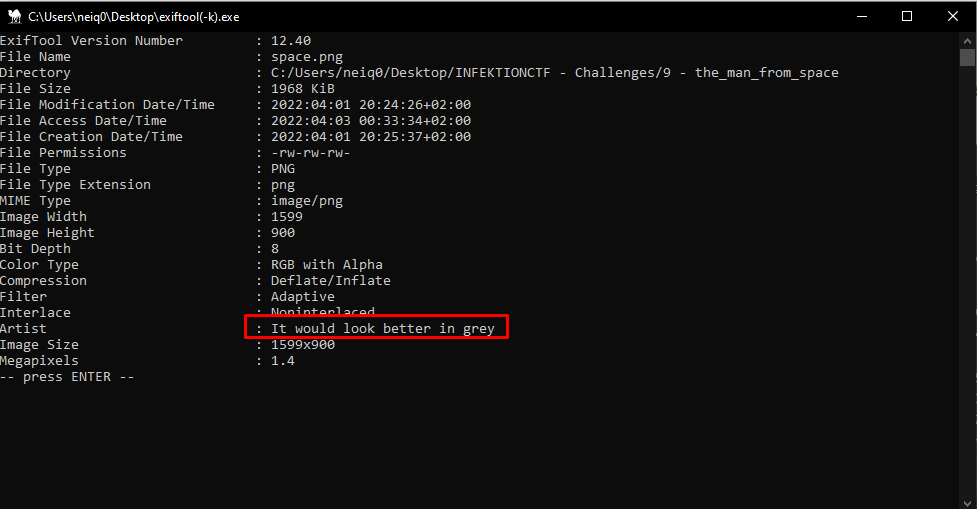 C:\Users\neiq0\Desktop\exiftool(-k).exe
ExifTool Version Number : 12.40
File Name : space.png
Directory : C:/Users/neiq0/Desktop/INFEKTIONCTF - Challenges/9 - the_man_from_space
File Size : 1968 KiB
File Modification Date/Time : 2022:04:01 20:24:26+02:00
File Access Date/Time : 2022:04:03 00:33:34+02:00
File Creation Date/Time : 2022:04:01 20:25:37+02:00
File Permissions : -rw-rw-rw-
File Type : PNG
File Type Extension : png
MIME Type : image/png
Image Width : 1599
Image Height : 900
Bit Depth : 8
Color Type : RGB with Alpha
Compression : Deflate/Inflate
Filter : Adaptive
Interlace : Noninterlaced
Artist : It would look better in grey
Image Size : 1599x900
Megapixels : 1.4
-- press ENTER --